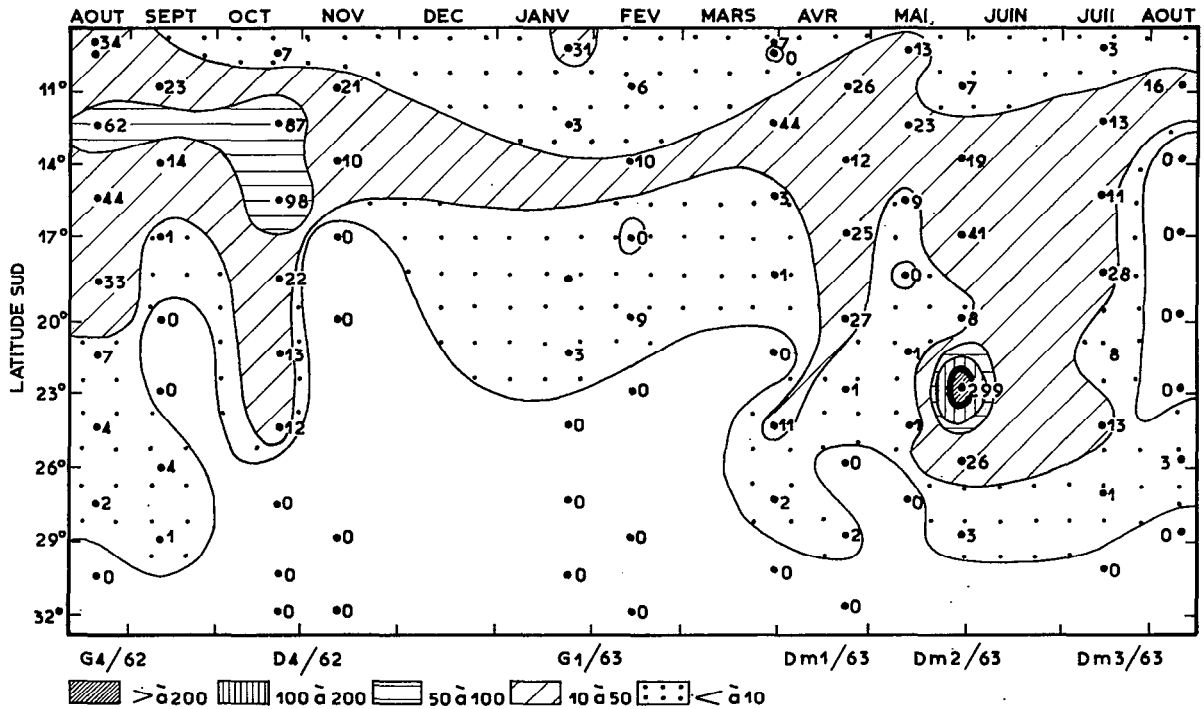 AOUT SEPT OCT NOV DEC JANV FEV MARS AVR MAI JUIN JUIL AOUT
34 7 31 7 0 13 3
11° 23 21 6 26 7 16
62 87 3 44 23 13
14° 14 10 10 12 19 0
44 98 3 9 11
17° 1 0 0 25 41 0
33 22 1 0 28
20° 0 0 9 27 8 0
7 13 3 0 1 8
23° 0 0 1 299 0
4 12 0 11 1 13
26° 4 0 26 3
2 0 0 2 0 1
29° 1 0 0 2 3 0
0 0 0 0 0
32° 0 0 0
LATITUDE SUD
G4/62 D4/62 G1/63 Dm1/63 Dm2/63 Dm3/63
> à 200 100 à 200 50 à 100 10 à 50 < à 10